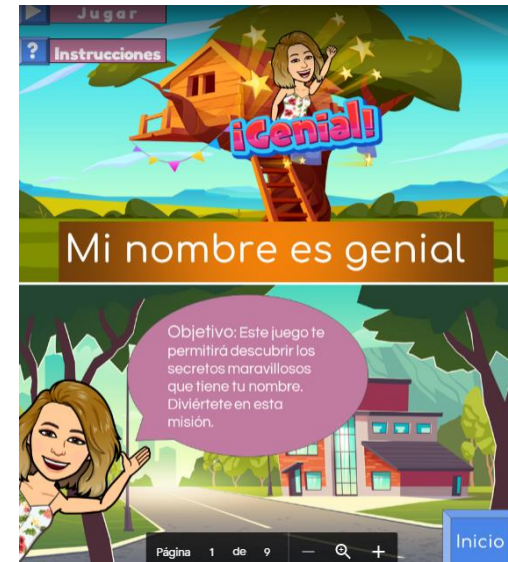 Jugar
? Instrucciones
¡Genial!
Mi nombre es genial
Objetivo: Este juego te
permitirá descubrir los
secretos maravillosos
que tiene tu nombre.
Diviértete en esta
misión.
Inicio
Página 1 de 9